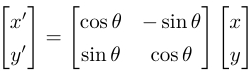 [x′] = [cos θ  − sin θ] [x]
[y′]   [sin θ  cos θ] [y]